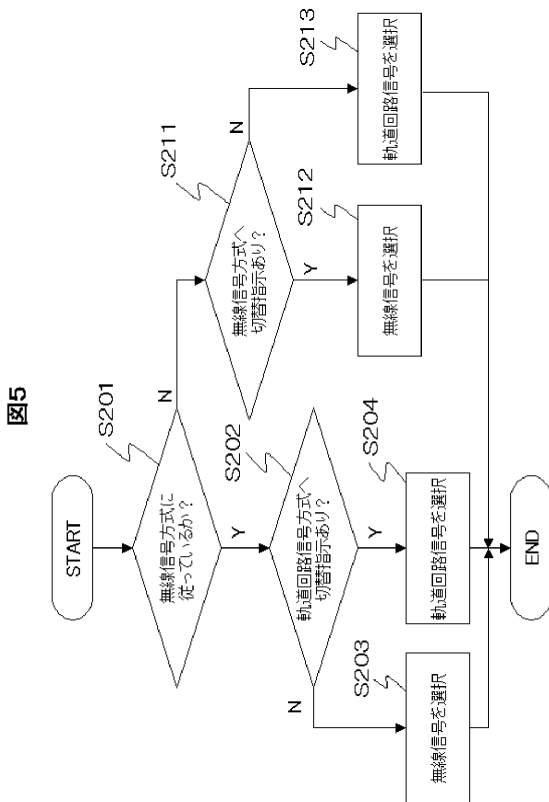 図5
START
S201
無線信号方式に
従っているか？
N
Y
S202
軌道回路信号方式へ
切替指示あり？
N
Y
S203
無線信号を選択
S204
軌道回路信号を選択
S211
無線信号方式へ
切替指示あり？
N
Y
S212
無線信号を選択
S213
軌道回路信号を選択
END